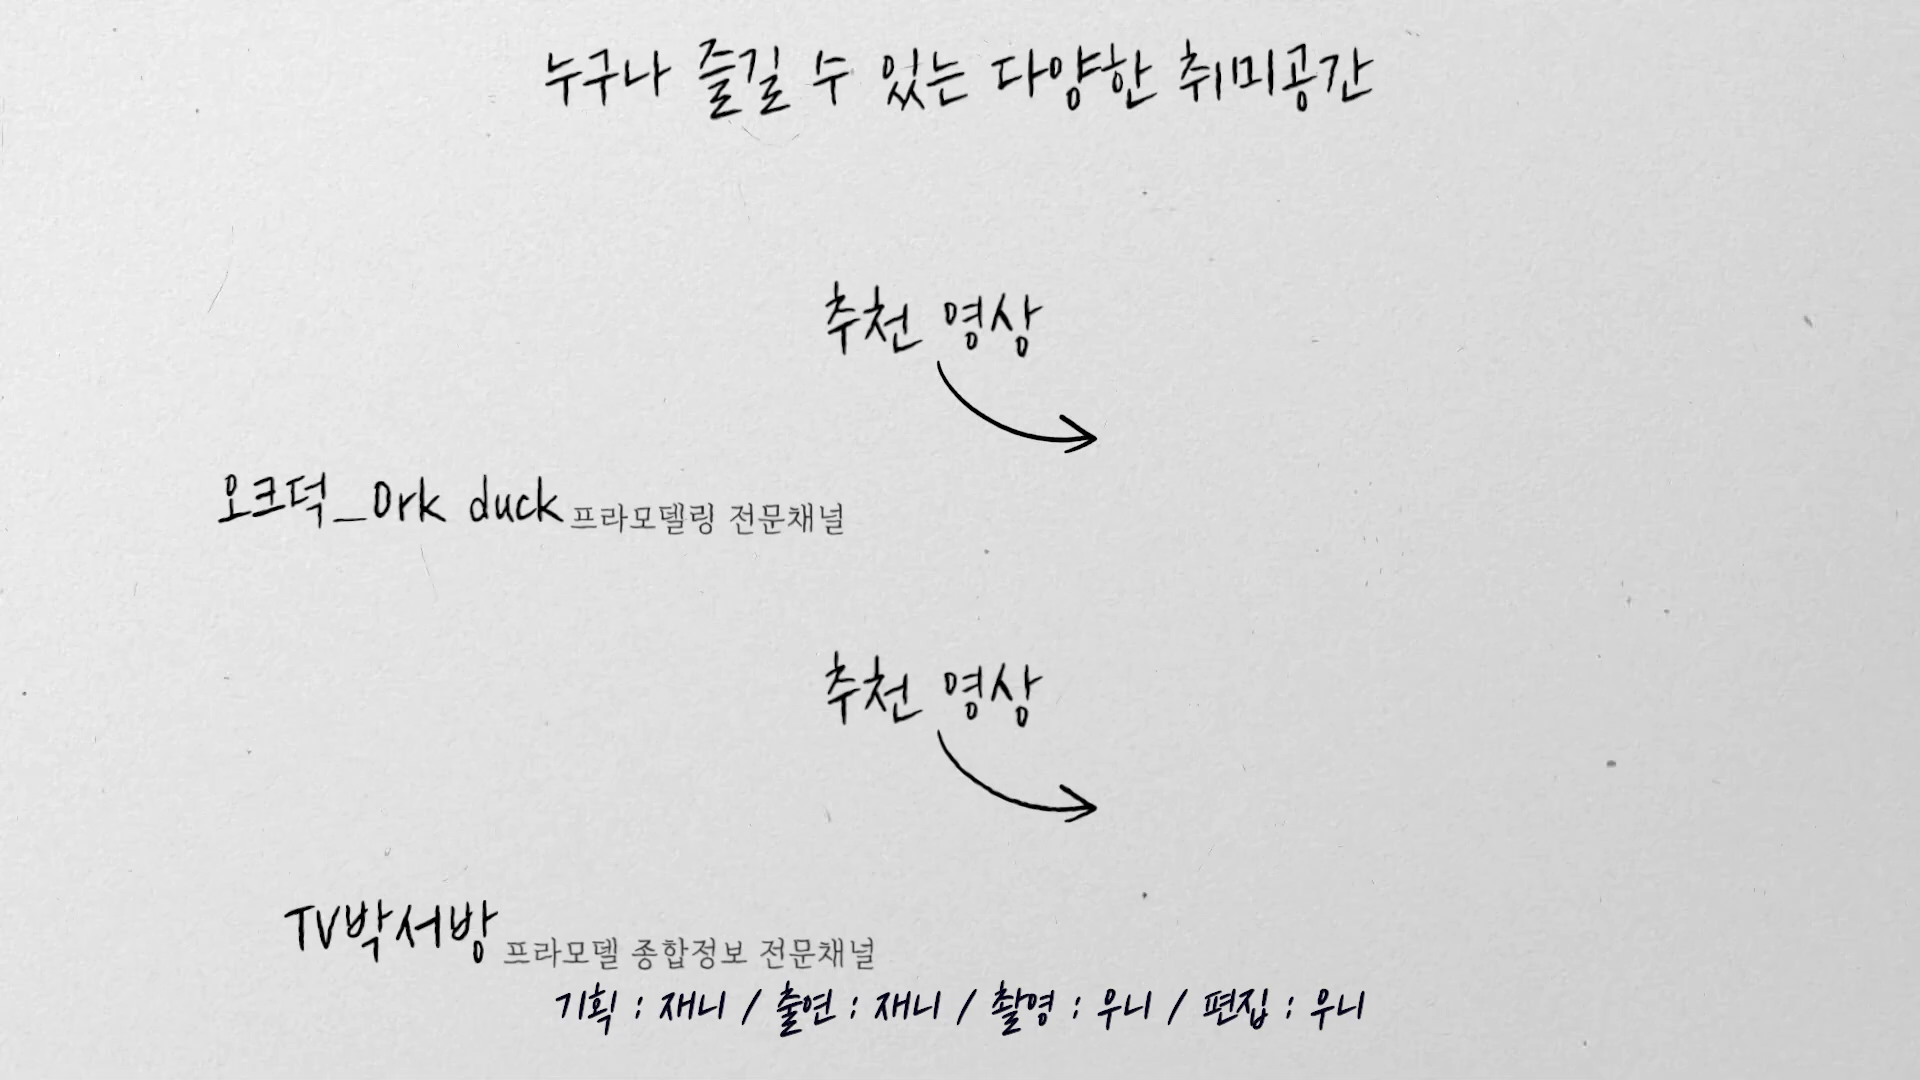 누구나 즐길 수 있는 다양한 취미공간
추천 영상
오크덕_Ork duck 프라모델링 전문채널
추천 영상
TV박서방 프라모델 종합정보 전문채널
기획 : 재니 / 출연 : 재니 / 촬영 : 우니 / 편집 : 우니